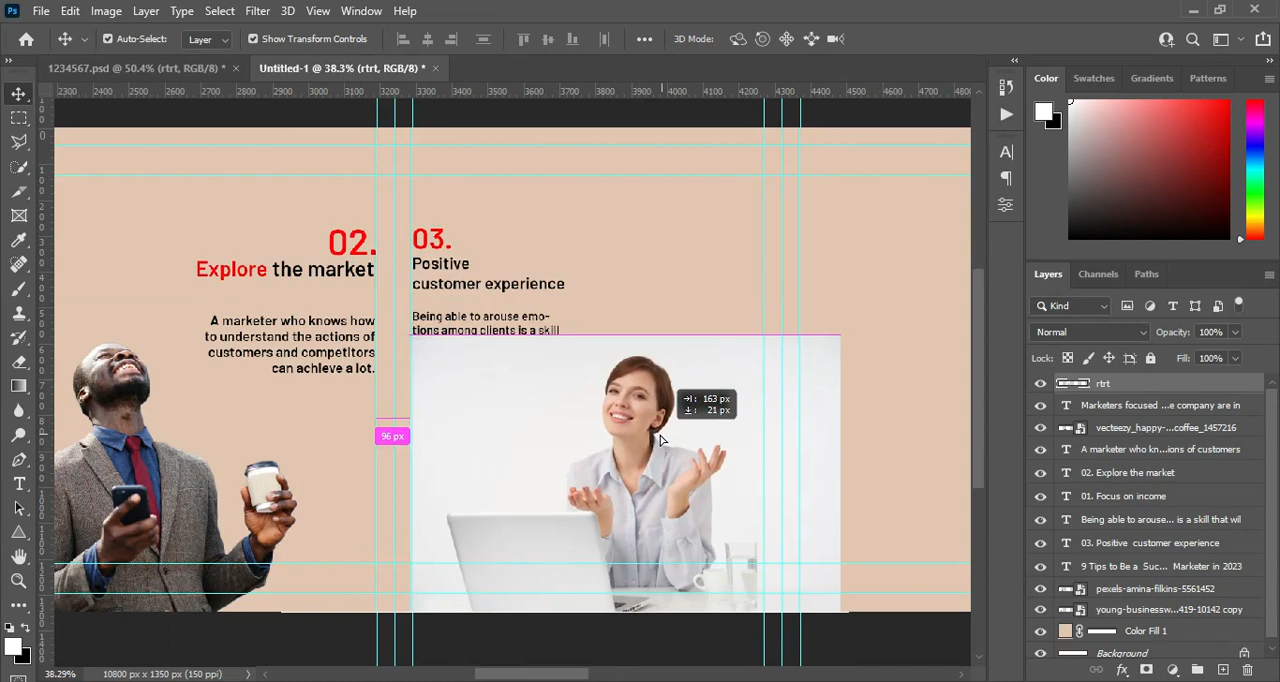 Ps File Edit Image Layer Type Select Filter 3D View Window Help
Auto-Select: Layer Show Transform Controls 3D Mode:
1234567.psd @ 50.4% (rtrt, RGB/8) * Untitled-1 @ 38.3% (rtrt, RGB/8) *
Color Swatches Gradients Patterns
2300 2400 2500 2600 2700 2800 2900 3000 3100 3200 3300 3400 3500 3600 3700 3800 3900 4000 4100 4200 4300 4400 4500 4600 4700 4800
02.
Explore the market
A marketer who knows how
to understand the actions of
customers and competitors
can achieve a lot.
03.
Positive
customer experience
Being able to arouse emo-
tions among clients is a skill
163 px
21 px
96 px
Layers Channels Paths
Kind
Normal Opacity: 100%
Lock: Fill: 100%
rtrt
Marketers focused ...e company are in
vecteezy_happy-...coffee_1457216
A marketer who kn...ions of customers
02. Explore the market
01. Focus on income
Being able to arouse... is a skill that wil
03. Positive customer experience
9 Tips to Be a Suc... Marketer in 2023
pexels-amina-filkins-5561452
young-businessw...419-10142 copy
Color Fill 1
Background
38.29% 10800 px x 1350 px (150 ppi)